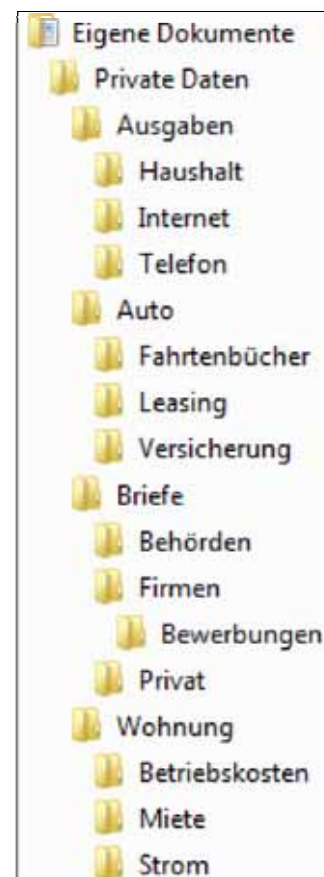 Eigene Dokumente
Private Daten
Ausgaben
Haushalt
Internet
Telefon
Auto
Fahrtenbücher
Leasing
Versicherung
Briefe
Behörden
Firmen
Bewerbungen
Privat
Wohnung
Betriebskosten
Miete
Strom